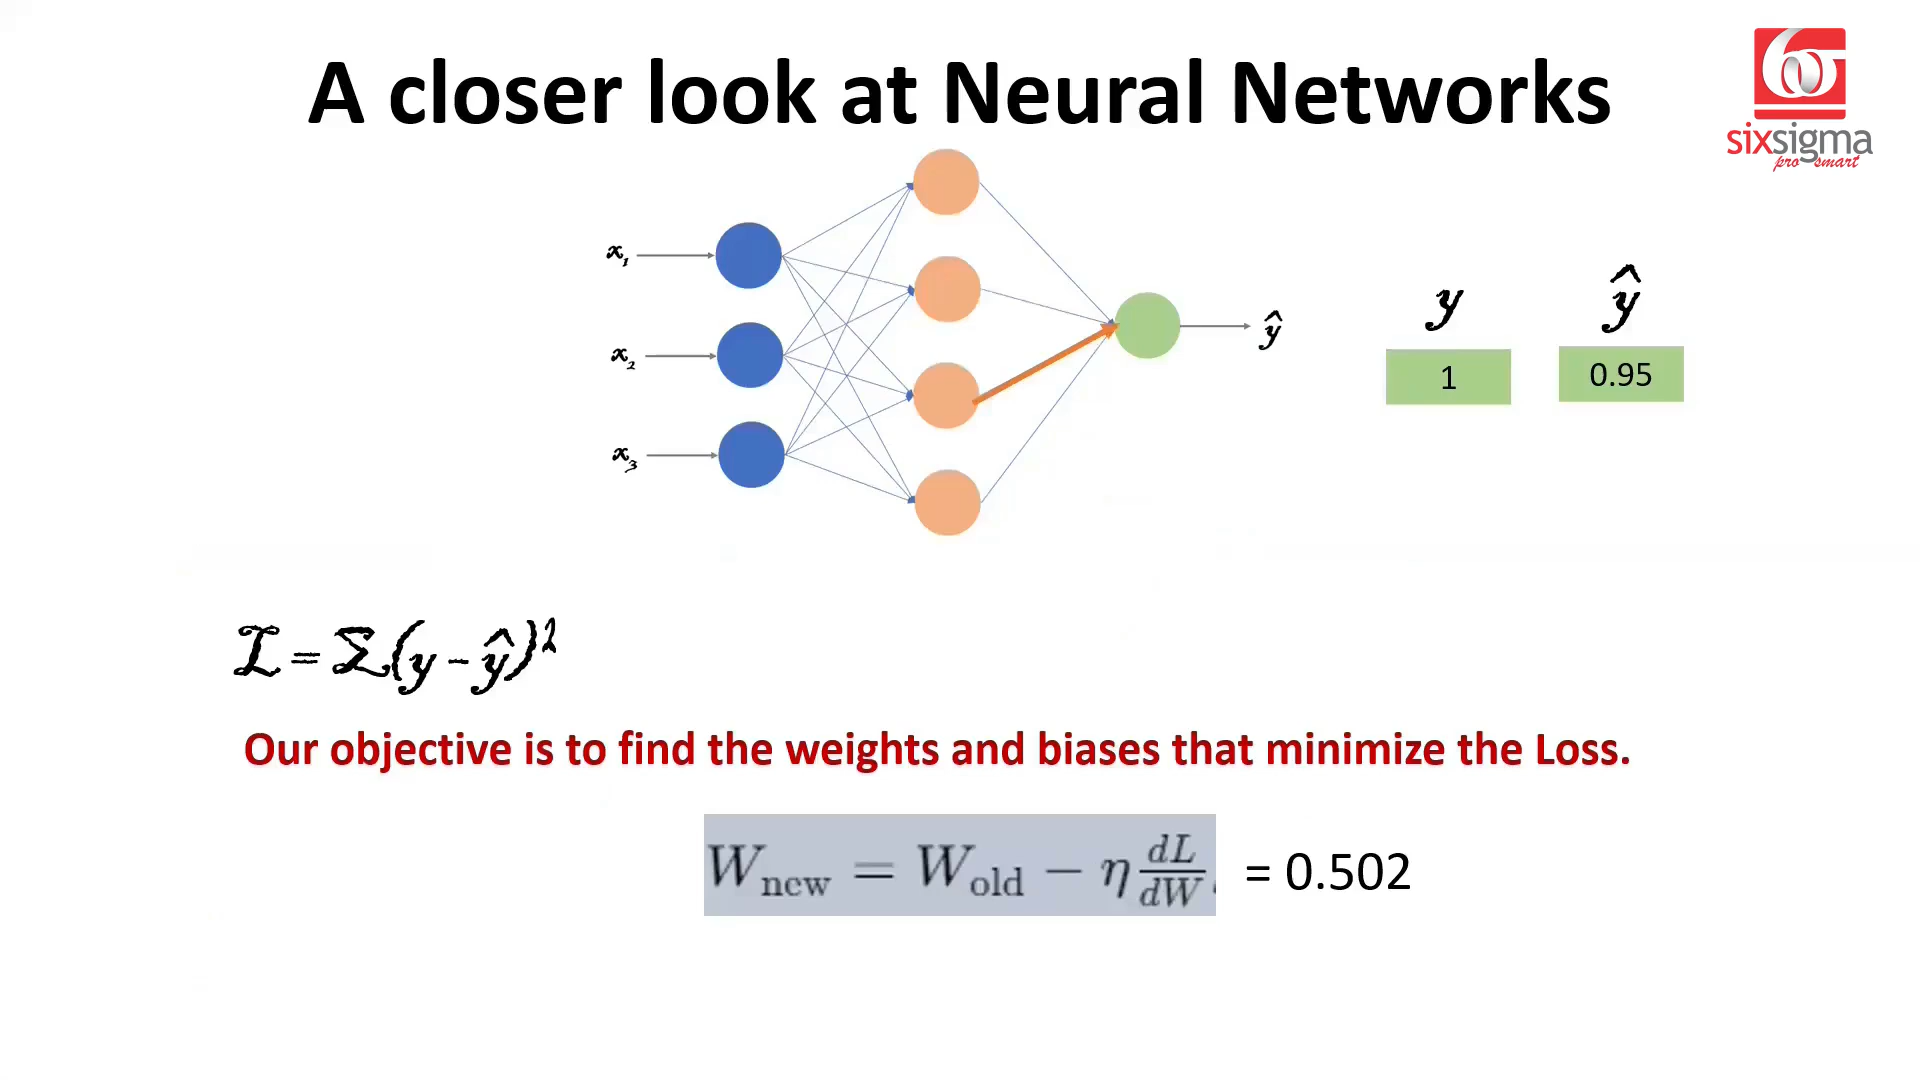 A closer look at Neural Networks
sixsigma
pro smart
x₁
x₂
x₃
ŷ
y
ŷ
1
0.95
ℒ = Σ(y - ŷ)²
Our objective is to find the weights and biases that minimize the Loss.
W_new = W_old − η dL/dW. = 0.502